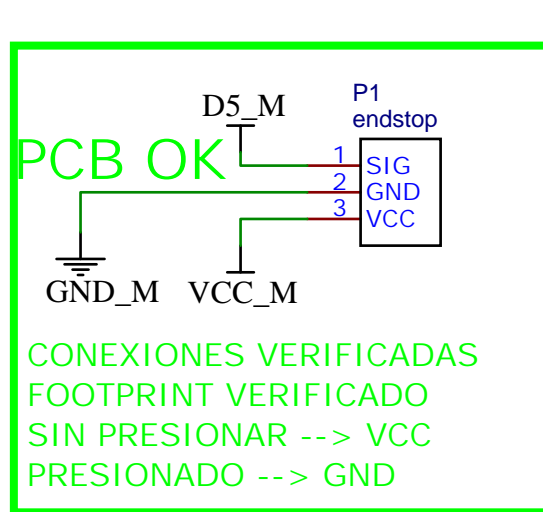 D5_M
P1
endstop
PCB OK
1 SIG
2 GND
3 VCC
GND_M VCC_M
CONEXIONES VERIFICADAS
FOOTPRINT VERIFICADO
SIN PRESIONAR --> VCC
PRESIONADO --> GND